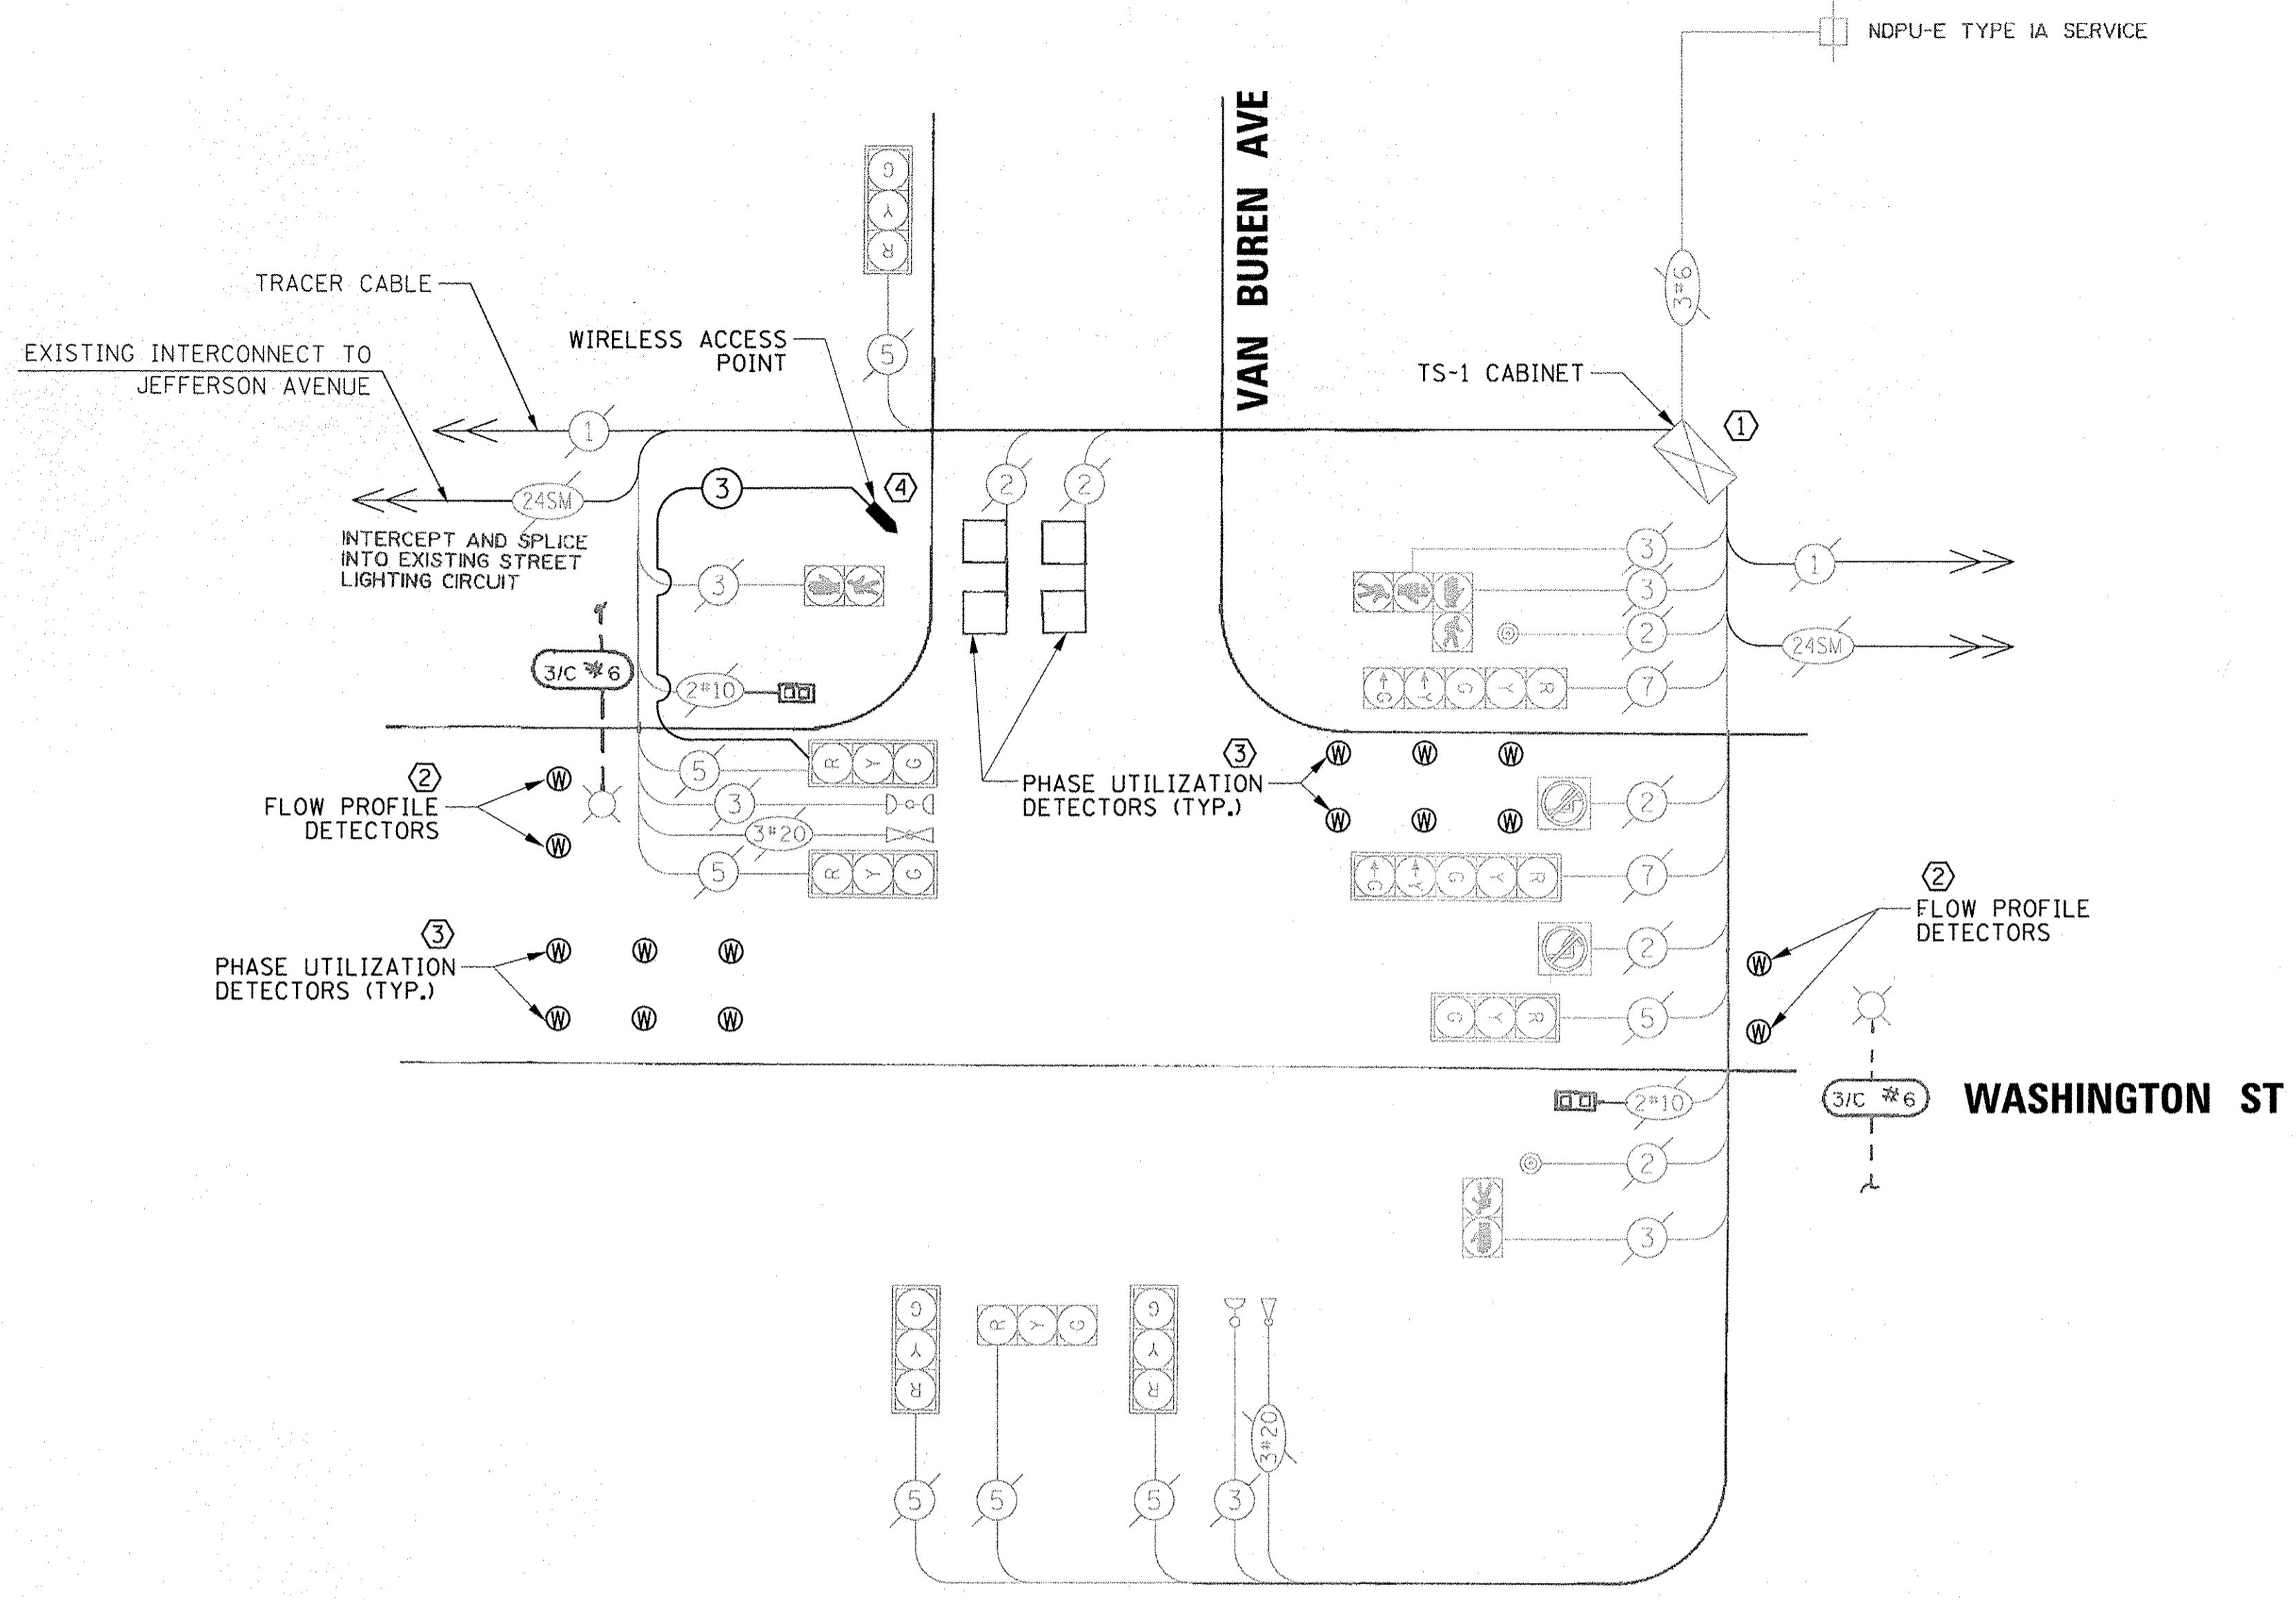 NDPU-E TYPE IA SERVICE
VAN BUREN AVE
G
Y
R
3#6
TRACER CABLE
WIRELESS ACCESS
POINT
5
EXISTING INTERCONNECT TO
JEFFERSON AVENUE
TS-1 CABINET
1
1
24SM
3
4
2
2
INTERCEPT AND SPLICE
INTO EXISTING STREET
LIGHTING CIRCUIT
3
3
3
1
2
24SM
3/C #6
2#10
G Y G Y R
7
2
FLOW PROFILE
DETECTORS
W
W
5
R Y G
3
3#20
5
R Y G
3
PHASE UTILIZATION
DETECTORS (TYP.)
W W W
W W W
2
G Y G Y R
7
3
PHASE UTILIZATION
DETECTORS (TYP.)
W W W
W W W
2
G Y R
5
2
FLOW PROFILE
DETECTORS
W
W
2#10
3/C #6
WASHINGTON ST
2
3
G
Y
R
R Y G
G
Y
R
3#20
5
5
5
3